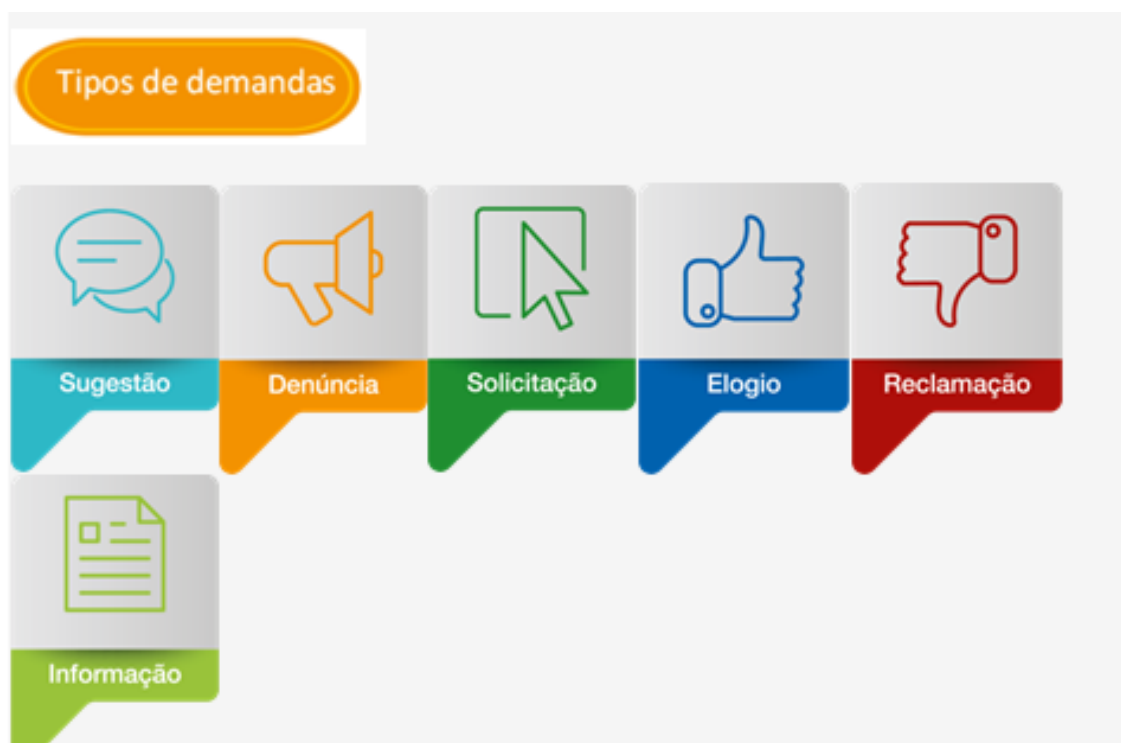 Tipos de demandas
Sugestão
Denúncia
Solicitação
Elogio
Reclamação
Informação